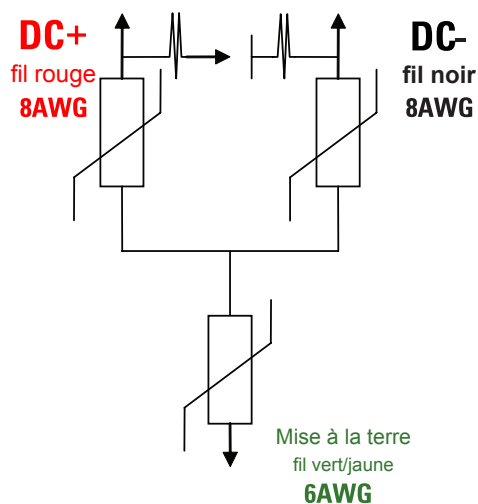 DC+
fil rouge
8AWG
DC-
fil noir
8AWG
Mise à la terre
fil vert/jaune
6AWG